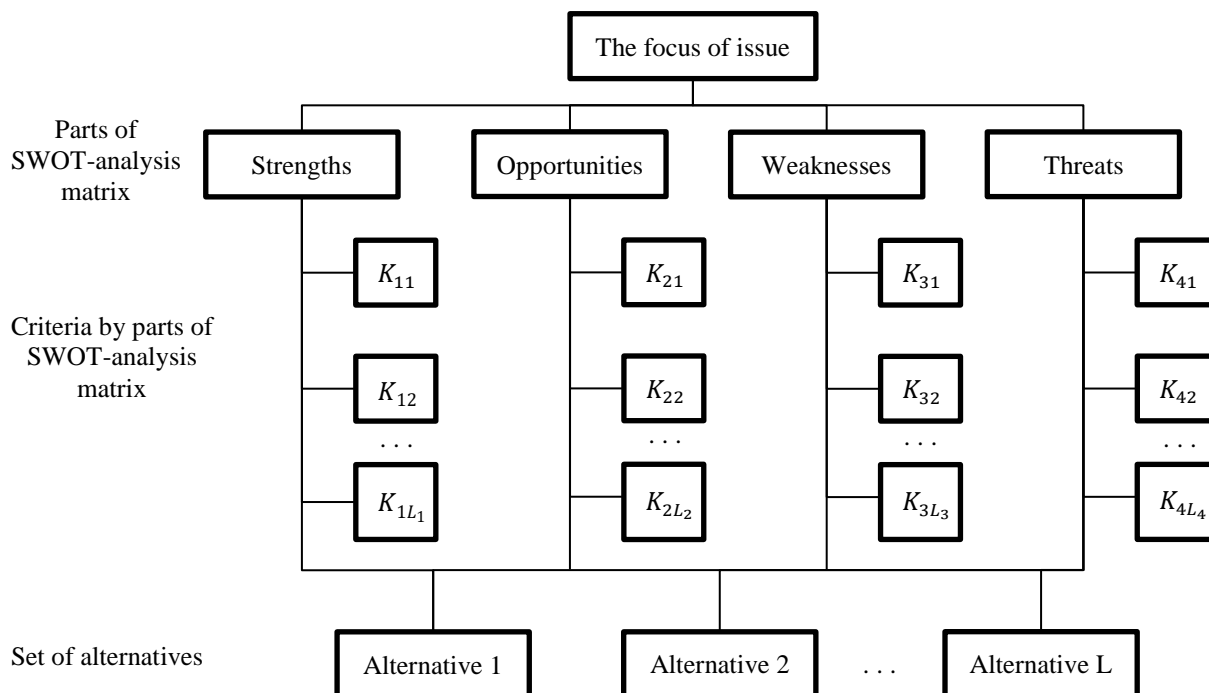 The focus of issue
Parts of
SWOT-analysis
matrix
Strengths
Opportunities
Weaknesses
Threats
Criteria by parts of
SWOT-analysis
matrix
K₁₁
K₂₁
K₃₁
K₄₁
K₁₂
K₂₂
K₃₂
K₄₂
. . .
. . .
. . .
. . .
K₁L₁
K₂L₂
K₃L₃
K₄L₄
Set of alternatives
Alternative 1
Alternative 2
. . .
Alternative L